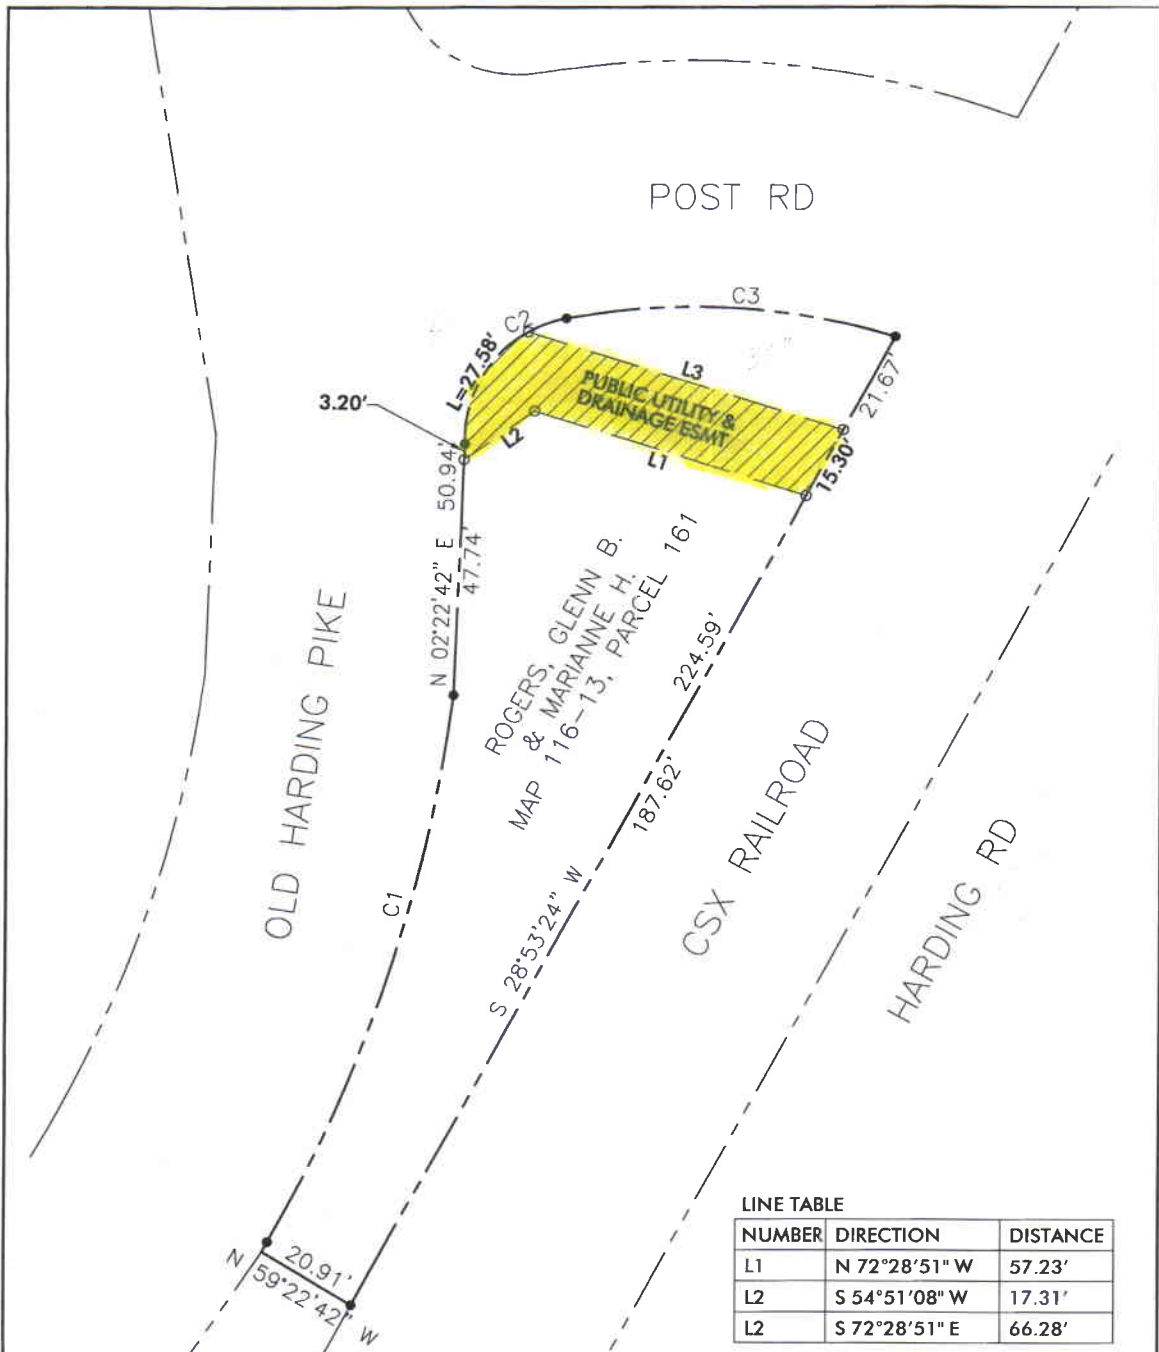 POST RD
C3
C2
L=27.58'
L3
21.67'
PUBLIC UTILITY &
DRAINAGE ESMT
3.20'
L2
L1
15.30'
N 02°22'42" E 50.94'
47.74'
ROGERS, GLENN B.
& MARIANNE H.
MAP 116-13, PARCEL 161
OLD HARDING PIKE
224.59'
187.62'
S 28°53'24" W
CSX RAILROAD
HARDING RD
C1
20.91'
N 59°22'42" W
LINE TABLE
NUMBER DIRECTION DISTANCE
L1 N 72°28'51" W 57.23'
L2 S 54°51'08" W 17.31'
L2 S 72°28'51" E 66.28'